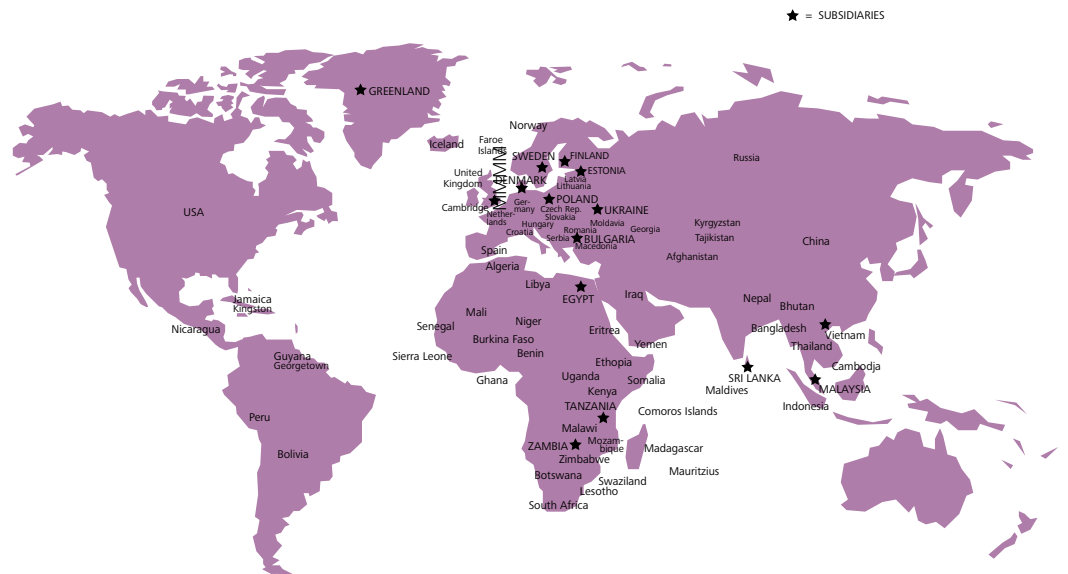 = SUBSIDIARIES
GREENLAND
Norway
Iceland
Faroe
Islands
SWEDEN
FINLAND
Russia
ESTONIA
United
Kingdom
DENMARK
Latvia
Lithuania
Cambridge
Nether-
lands
Ger-
many
POLAND
Czech Rep.
Slovakia
UKRANE
Hungary
Croatia
Moldavia
Romania
Serbia
BULGARIA
Macedonia
Georgia
Kyrgyzstan
Tajikistan
Afghanistan
China
USA
Spain
Algeria
Libya
EGYPT
Iraq
Nepal
Bhutan
Jamaica
Kingston
Nicaragua
Mali
Senegal
Niger
Burkina Faso
Eritrea
Yemen
Bangladesh
Vietnam
Thailand
Sierra Leone
Benin
Guyana
Georgetown
Ethopia
Cambodja
Ghana
Uganda
Somalia
SRI LANKA
Maldives
MALAYSIA
Kenya
Indonesia
TANZANIA
Comoros Islands
Peru
Malawi
ZAMBIA
Mozam-
bique
Madagascar
Bolivia
Zimbabwe
Mauritzius
Botswana
Swaziland
Lesotho
South Africa